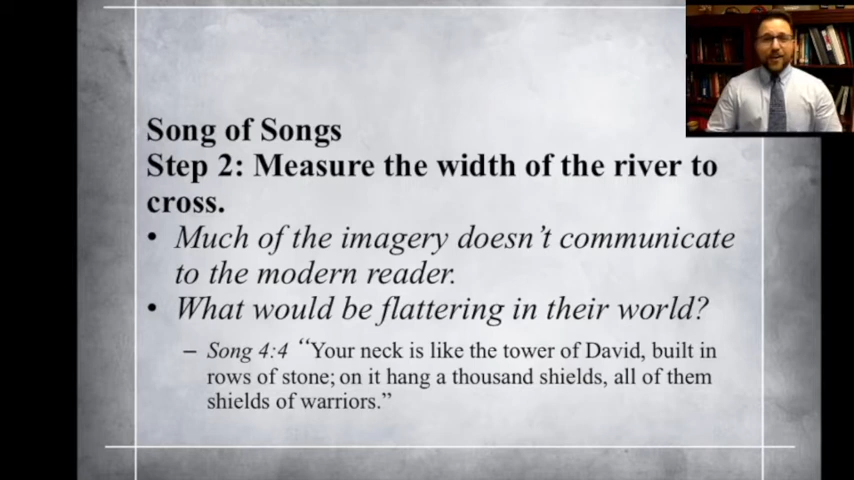 Song of Songs
Step 2: Measure the width of the river to
cross.
• Much of the imagery doesn't communicate
to the modern reader.
• What would be flattering in their world?
– Song 4:4 “Your neck is like the tower of David, built in
rows of stone; on it hang a thousand shields, all of them
shields of warriors.”